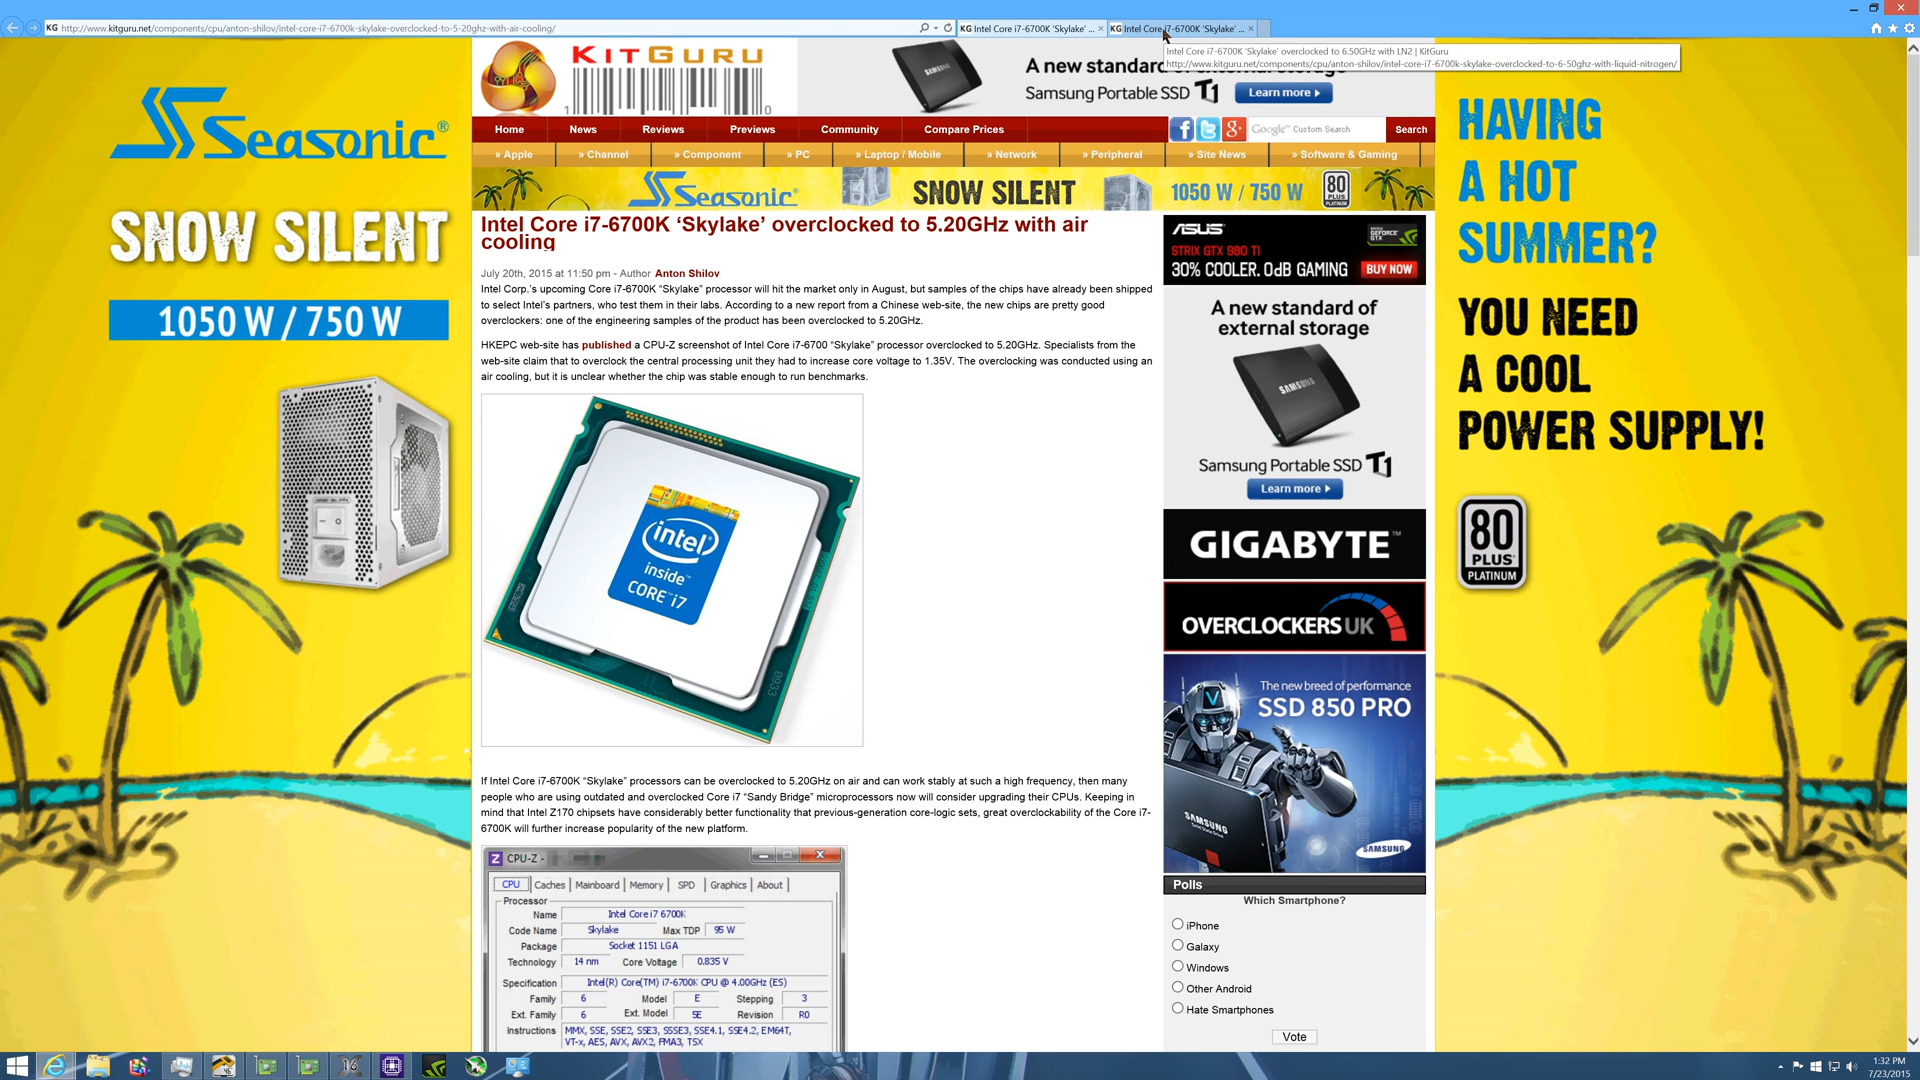 KG http://www.kitguru.net/components/cpu/anton-shilov/intel-core-i7-6700k-skylake-overclocked-to-5-20ghz-with-air-cooling/
KG Intel Core i7-6700K 'Skylake' ...
KG Intel Core i7-6700K 'Skylake' ...
Intel Core i7-6700K 'Skylake' overclocked to 6.50GHz with LN2 | KitGuru
http://www.kitguru.net/components/cpu/anton-shilov/intel-core-i7-6700k-skylake-overclocked-to-6-50ghz-with-liquid-nitrogen/
KITGURU
SAMSUNG
A new standard of external storage
Samsung Portable SSD T1
Learn more
Home
News
Reviews
Previews
Community
Compare Prices
Google™ Custom Search
Search
» Apple
» Channel
» Component
» PC
» Laptop / Mobile
» Network
» Peripheral
» Site News
» Software & Gaming
Seasonic®
SNOW SILENT
1050 W / 750 W
80 PLUS PLATINUM
Seasonic®
SNOW SILENT
1050 W / 750 W
Intel Core i7-6700K ‘Skylake’ overclocked to 5.20GHz with air
cooling
July 20th, 2015 at 11:50 pm - Author Anton Shilov
Intel Corp.’s upcoming Core i7-6700K “Skylake” processor will hit the market only in August, but samples of the chips have already been shipped
to select Intel’s partners, who test them in their labs. According to a new report from a Chinese web-site, the new chips are pretty good
overclockers: one of the engineering samples of the product has been overclocked to 5.20GHz.
HKEPC web-site has published a CPU-Z screenshot of Intel Core i7-6700 “Skylake” processor overclocked to 5.20GHz. Specialists from the
web-site claim that to overclock the central processing unit they had to increase core voltage to 1.35V. The overclocking was conducted using an
air cooling, but it is unclear whether the chip was stable enough to run benchmarks.
intel
inside™
CORE™ i7
0933
If Intel Core i7-6700K “Skylake” processors can be overclocked to 5.20GHz on air and can work stably at such a high frequency, then many
people who are using outdated and overclocked Core i7 “Sandy Bridge” microprocessors now will consider upgrading their CPUs. Keeping in
mind that Intel Z170 chipsets have considerably better functionality that previous-generation core-logic sets, great overclockability of the Core i7-
6700K will further increase popularity of the new platform.
CPU-Z -
CPU Caches Mainboard Memory SPD Graphics About
Processor
Name Intel Core i7 6700K
Code Name Skylake Max TDP 95 W
Package Socket 1151 LGA
Technology 14 nm Core Voltage 0.835 V
Specification Intel(R) Core(TM) i7-6700K CPU @ 4.00GHz (ES)
Family 6 Model E Stepping 3
Ext. Family 6 Ext. Model 5E Revision R0
Instructions MMX, SSE, SSE2, SSE3, SSSE3, SSE4.1, SSE4.2, EM64T,
VT-x, AES, AVX, AVX2, FMA3, TSX
ASUS
STRIX GTX 980 TI
30% COOLER. 0dB GAMING
GEFORCE GTX
BUY NOW
A new standard of
external storage
SAMSUNG
Samsung Portable SSD T1
Learn more
GIGABYTE™
OVERCLOCKERS UK
The new breed of performance
SSD 850 PRO
SAMSUNG
Solid State Drive
SAMSUNG
Polls
Which Smartphone?
iPhone
Galaxy
Windows
Other Android
Hate Smartphones
Vote
HAVING
A HOT
SUMMER?
YOU NEED
A COOL
POWER SUPPLY!
80
PLUS®
PLATINUM
1:32 PM
7/23/2015